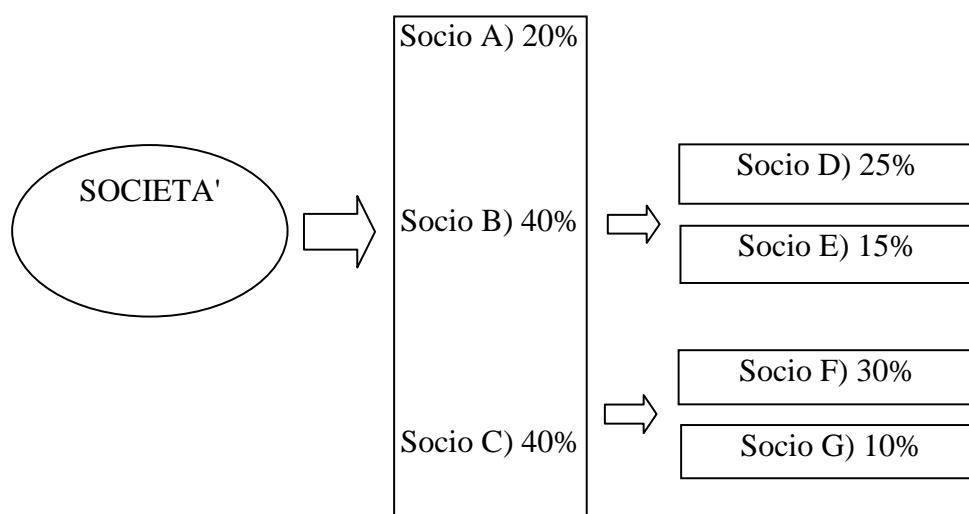 SOCIETA'
Socio A) 20%
Socio B) 40%
Socio C) 40%
Socio D) 25%
Socio E) 15%
Socio F) 30%
Socio G) 10%